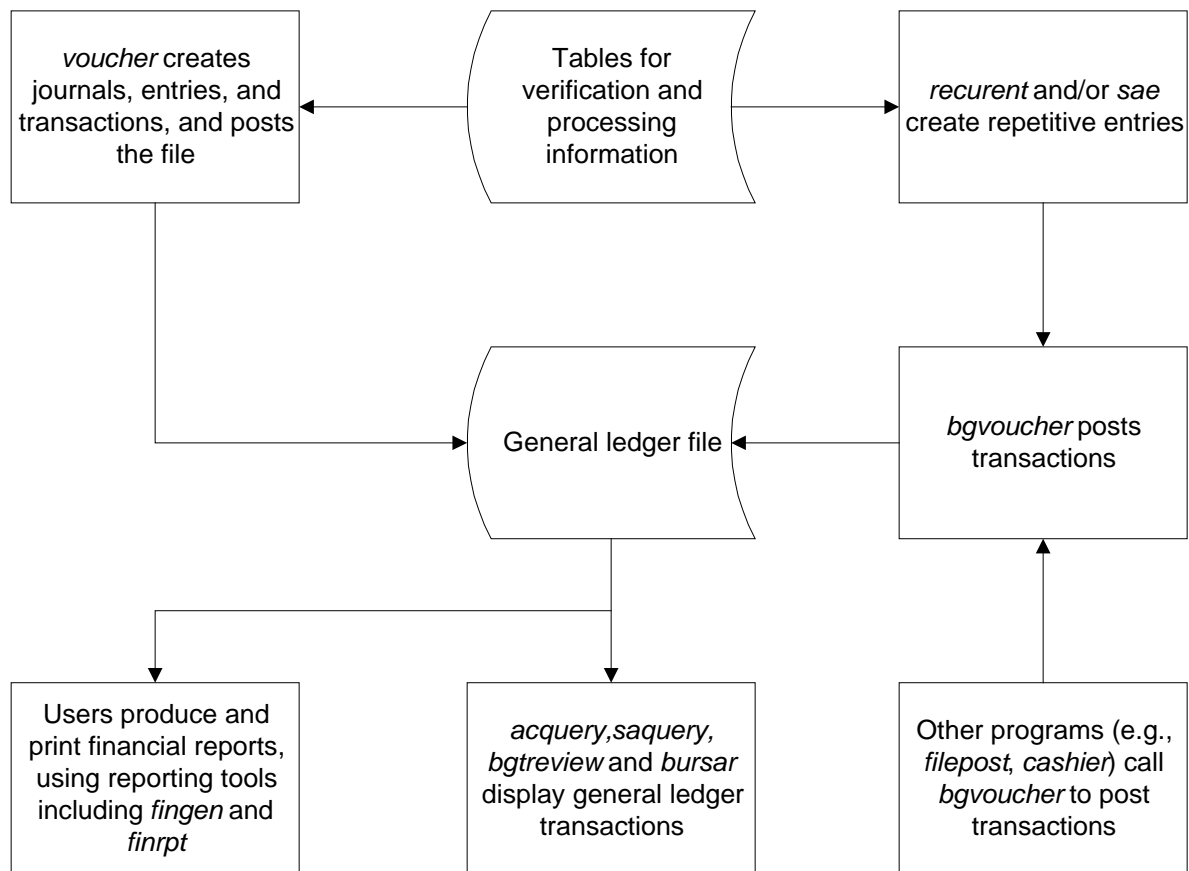 voucher creates
journals, entries, and
transactions, and posts
the file
Tables for
verification and
processing
information
recurent and/or sae
create repetitive entries
General ledger file
bgvoucher posts
transactions
Users produce and
print financial reports,
using reporting tools
including fingen and
finrpt
acquery,saquery,
bgtreview and bursar
display general ledger
transactions
Other programs (e.g.,
filepost, cashier) call
bgvoucher to post
transactions